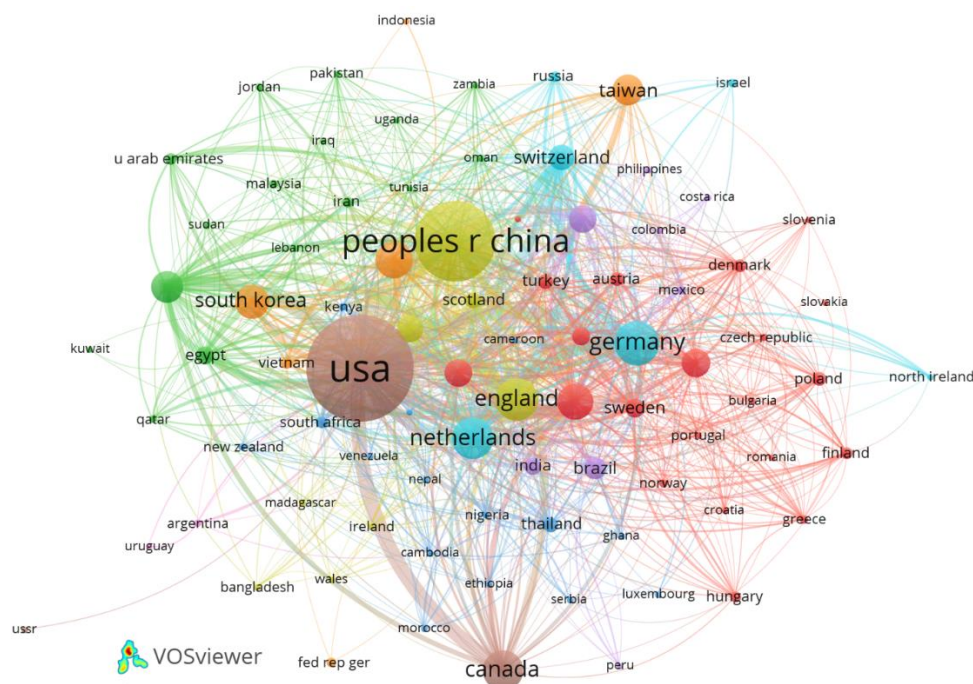 indonesia
pakistan
russia
israel
jordan
zambia
taiwan
uganda
iraq
u arab emirates
oman
switzerland
malaysia
tunisia
philippines
iran
costa rica
sudan
slovenia
lebanon
peoples r china
colombia
denmark
turkey
austria
mexico
south korea
kenya
scotland
slovakia
kuwait
egypt
vietnam
usa
cameroon
germany
czech republic
north ireland
poland
england
sweden
bulgaria
qatar
south africa
netherlands
portugal
new zealand
venezuela
india
brazil
romania
finland
nepal
norway
madagascar
croatia
argentina
ireland
nigeria
thailand
ghana
greece
uruguay
cambodia
bangladesh
wales
ethiopia
serbia
luxembourg
hungary
ussr
morocco
VOSviewer
fed rep ger
canada
peru